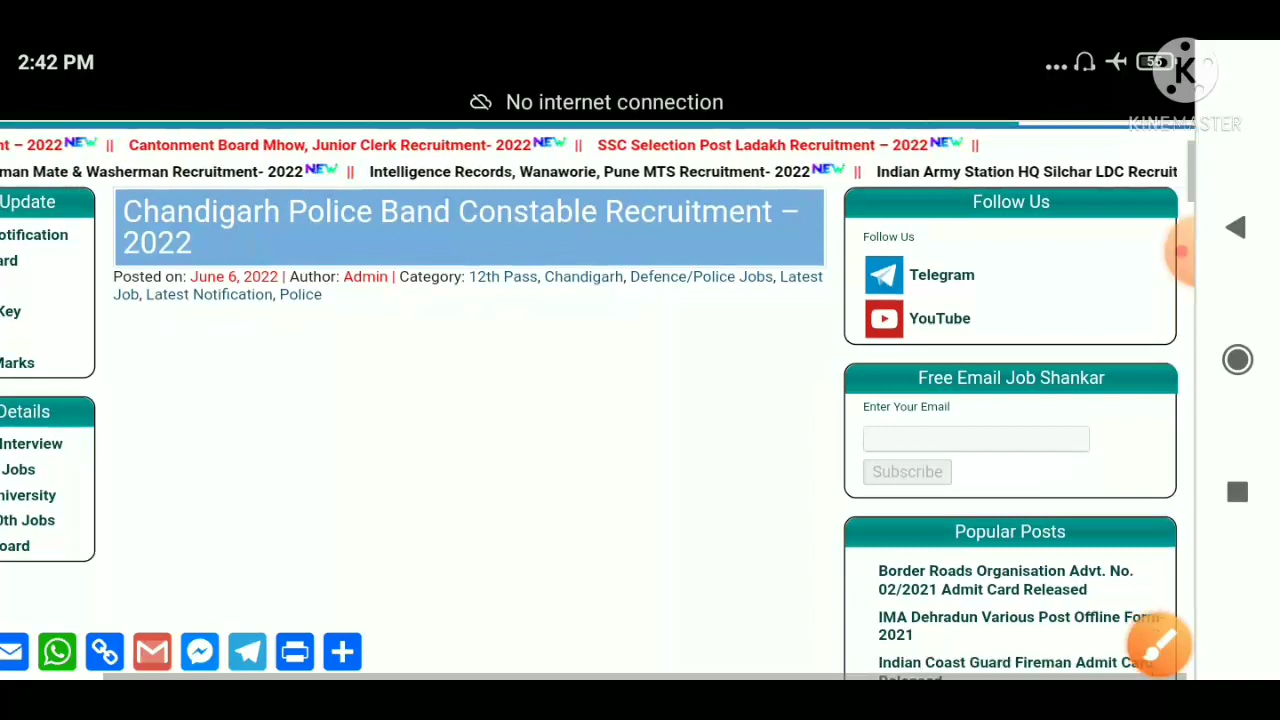 2:42 PM
55
K
KINEMASTER
No internet connection
nt – 2022 NEW || Cantonment Board Mhow, Junior Clerk Recruitment- 2022 NEW || SSC Selection Post Ladakh Recruitment – 2022 NEW ||
man Mate & Washerman Recruitment- 2022 NEW || Intelligence Records, Wanaworie, Pune MTS Recruitment- 2022 NEW || Indian Army Station HQ Silchar LDC Recruit
Update
otification
ard
Key
Marks
Details
Interview
Jobs
niversity
0th Jobs
oard
Chandigarh Police Band Constable Recruitment –
2022
Posted on: June 6, 2022 | Author: Admin | Category: 12th Pass, Chandigarh, Defence/Police Jobs, Latest
Job, Latest Notification, Police
Follow Us
Follow Us
Telegram
YouTube
Free Email Job Shankar
Enter Your Email
Subscribe
Popular Posts
Border Roads Organisation Advt. No.
02/2021 Admit Card Released
IMA Dehradun Various Post Offline Form-
2021
Indian Coast Guard Fireman Admit Card
Released